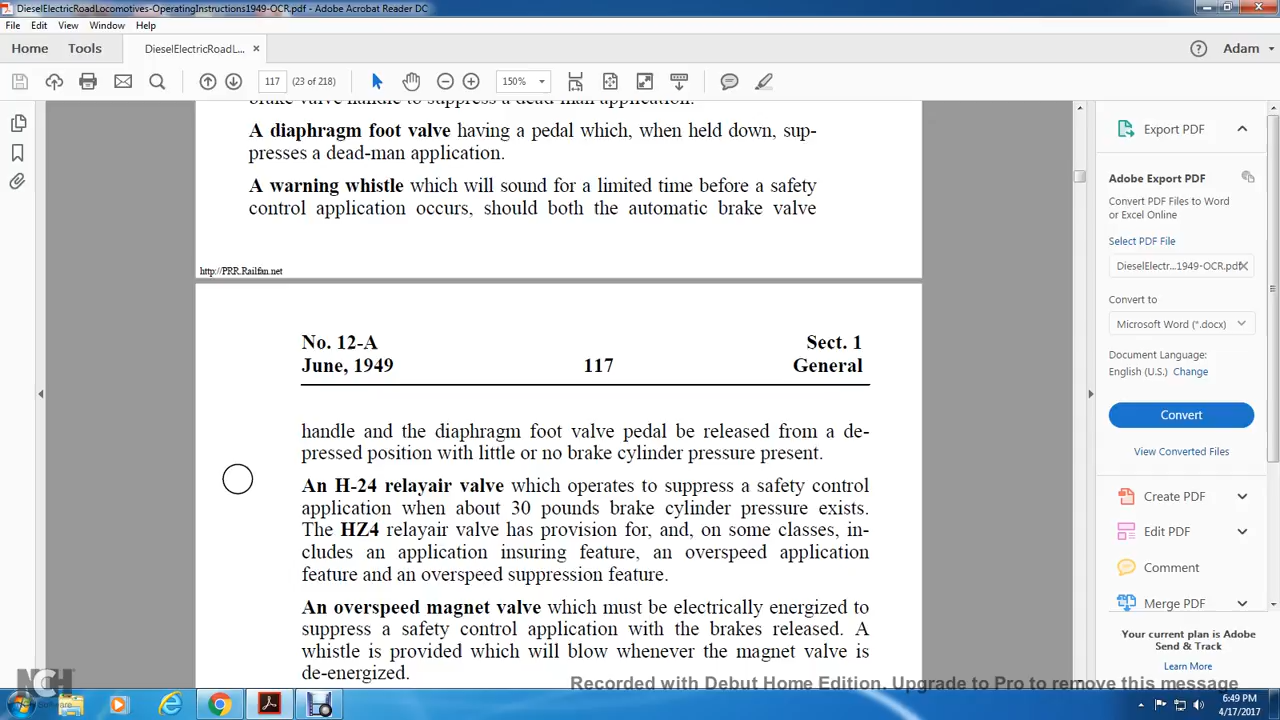 DieselElectricRoadLocomotives-OperatingInstructions1949-OCR.pdf - Adobe Acrobat Reader DC
File Edit View Window Help
Home Tools DieselElectricRoadL... × Adam
117 (23 of 218) 150%
brake valve handle to suppress a dead-man application.
A diaphragm foot valve having a pedal which, when held down, sup-
presses a dead-man application.
A warning whistle which will sound for a limited time before a safety
control application occurs, should both the automatic brake valve
http://PRR.Railfan.net
No. 12-A Sect. 1
June, 1949 117 General
handle and the diaphragm foot valve pedal be released from a de-
pressed position with little or no brake cylinder pressure present.
An H-24 relayair valve which operates to suppress a safety control
application when about 30 pounds brake cylinder pressure exists.
The HZ4 relayair valve has provision for, and, on some classes, in-
cludes an application insuring feature, an overspeed application
feature and an overspeed suppression feature.
An overspeed magnet valve which must be electrically energized to
suppress a safety control application with the brakes released. A
whistle is provided which will blow whenever the magnet valve is
de-energized.
Export PDF
Adobe Export PDF
Convert PDF Files to Word
or Excel Online
Select PDF File
DieselElectr...1949-OCR.pdf
Convert to
Microsoft Word (*.docx)
Document Language:
English (U.S.) Change
Convert
View Converted Files
Create PDF
Edit PDF
Comment
Merge PDF
Your current plan is Adobe
Send & Track
Learn More
NCH Software
Recorded with Debut Home Edition. Upgrade to Pro to remove this message
6:49 PM
4/17/2017